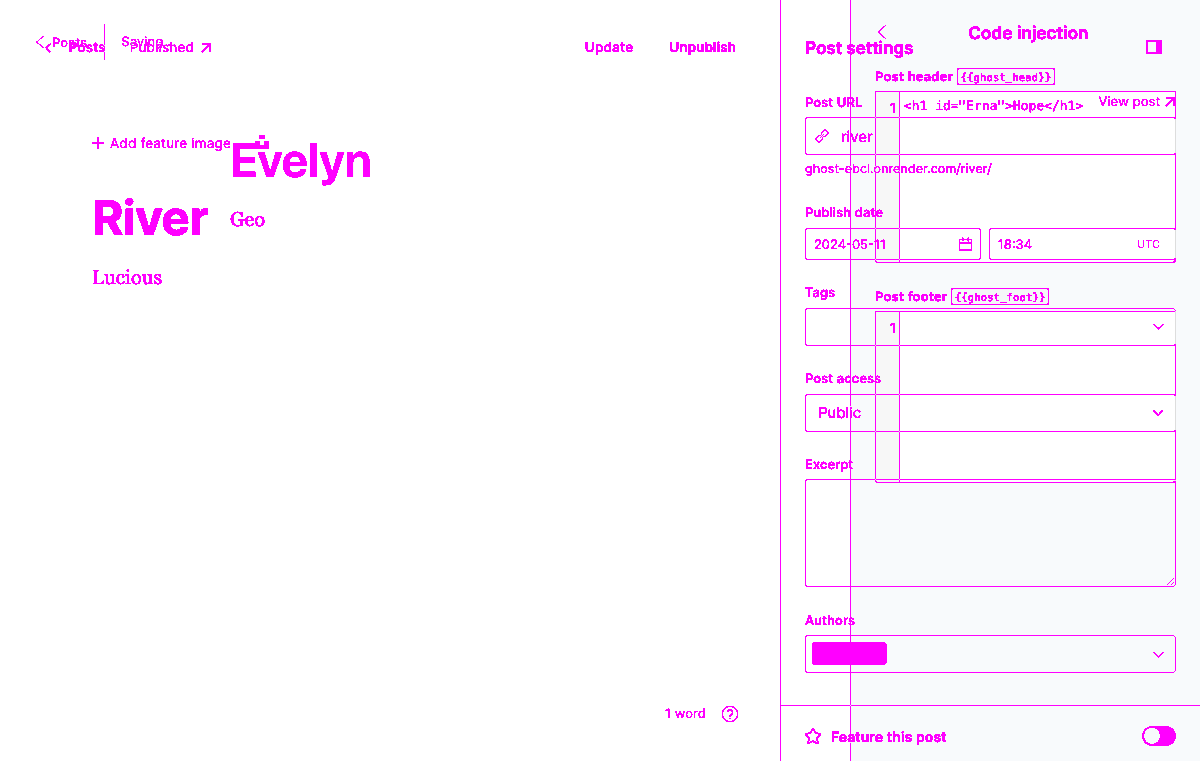 Posts
Saving...
Posts
Published
Update
Unpublish
Add feature image
Evelyn
River
Geo
Lucious
1 word
Code injection
Post settings
Post header {{ghost_head}}
Post URL
View post
1 <h1 id="Erna">Hope</h1>
river
ghost-ebci.onrender.com/river/
Publish date
2024-05-11
18:34
UTC
Tags
Post footer {{ghost_foot}}
1
Post access
Public
Excerpt
Authors
Feature this post